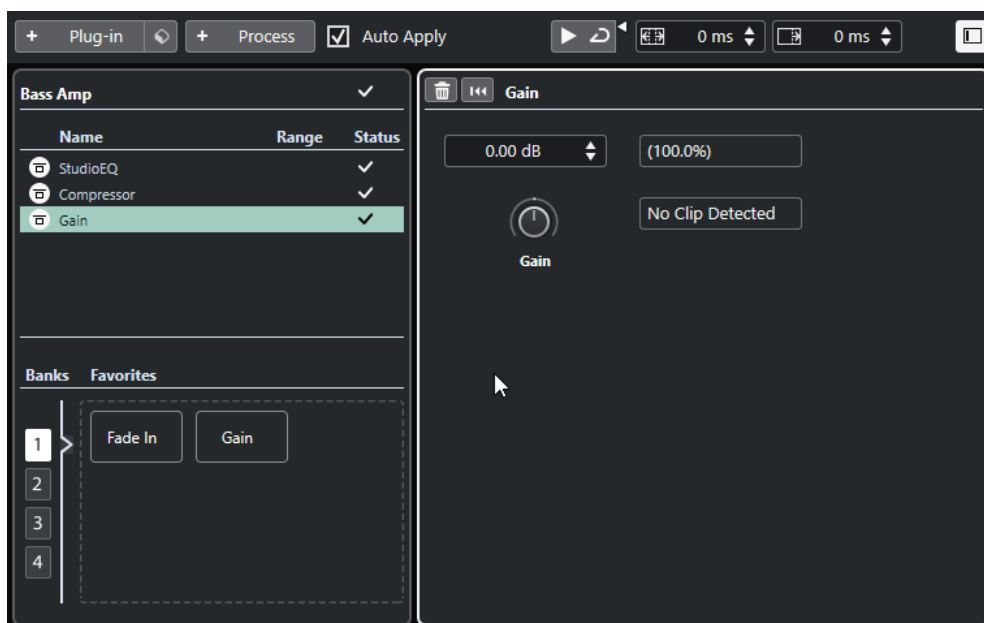 + Plug-in + Process Auto Apply 0 ms 0 ms
Bass Amp
Name Range Status
StudioEQ
Compressor
Gain
Banks Favorites
1
2
3
4
Fade In Gain
Gain
0.00 dB (100.0%)
No Clip Detected
Gain